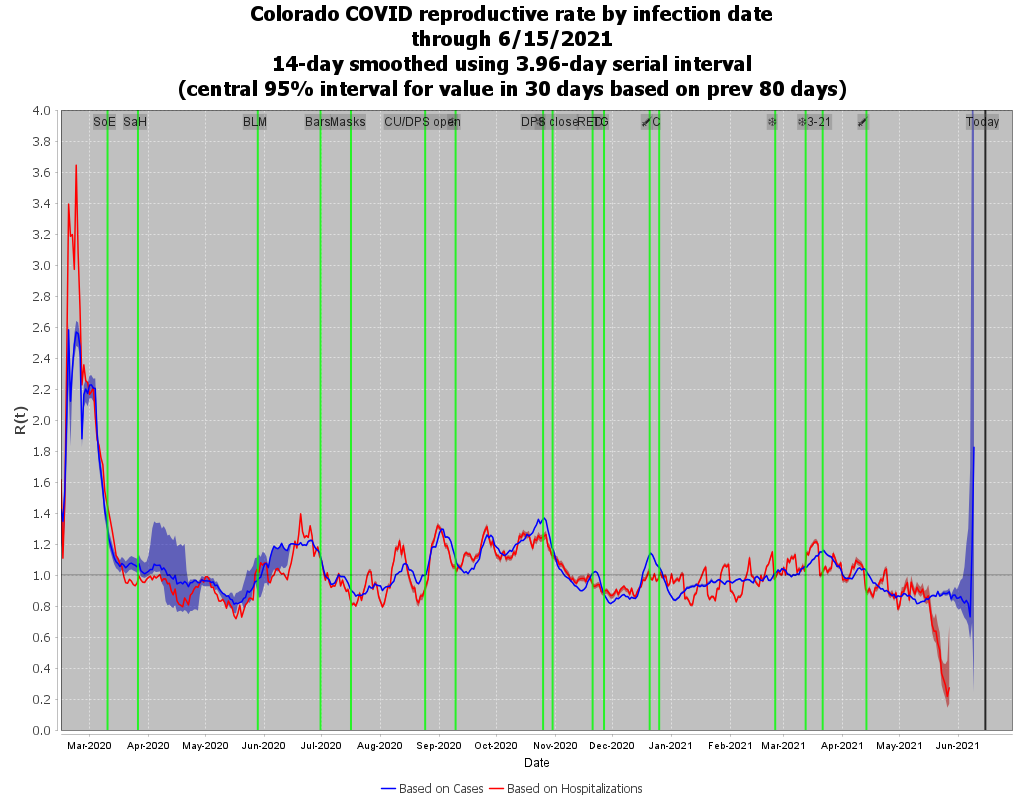 Colorado COVID reproductive rate by infection date
through 6/15/2021
14-day smoothed using 3.96-day serial interval
(central 95% interval for value in 30 days based on prev 80 days)
SoE SaH BLM Bars Masks CU/DPS open DPS close RETG C 3-21 Today
4.0
3.8
3.6
3.4
3.2
3.0
2.8
2.6
2.4
2.2
2.0
1.8
1.6
1.4
1.2
1.0
0.8
0.6
0.4
0.2
0.0
R(t)
Mar-2020 Apr-2020 May-2020 Jun-2020 Jul-2020 Aug-2020 Sep-2020 Oct-2020 Nov-2020 Dec-2020 Jan-2021 Feb-2021 Mar-2021 Apr-2021 May-2021 Jun-2021
Date
Based on Cases Based on Hospitalizations